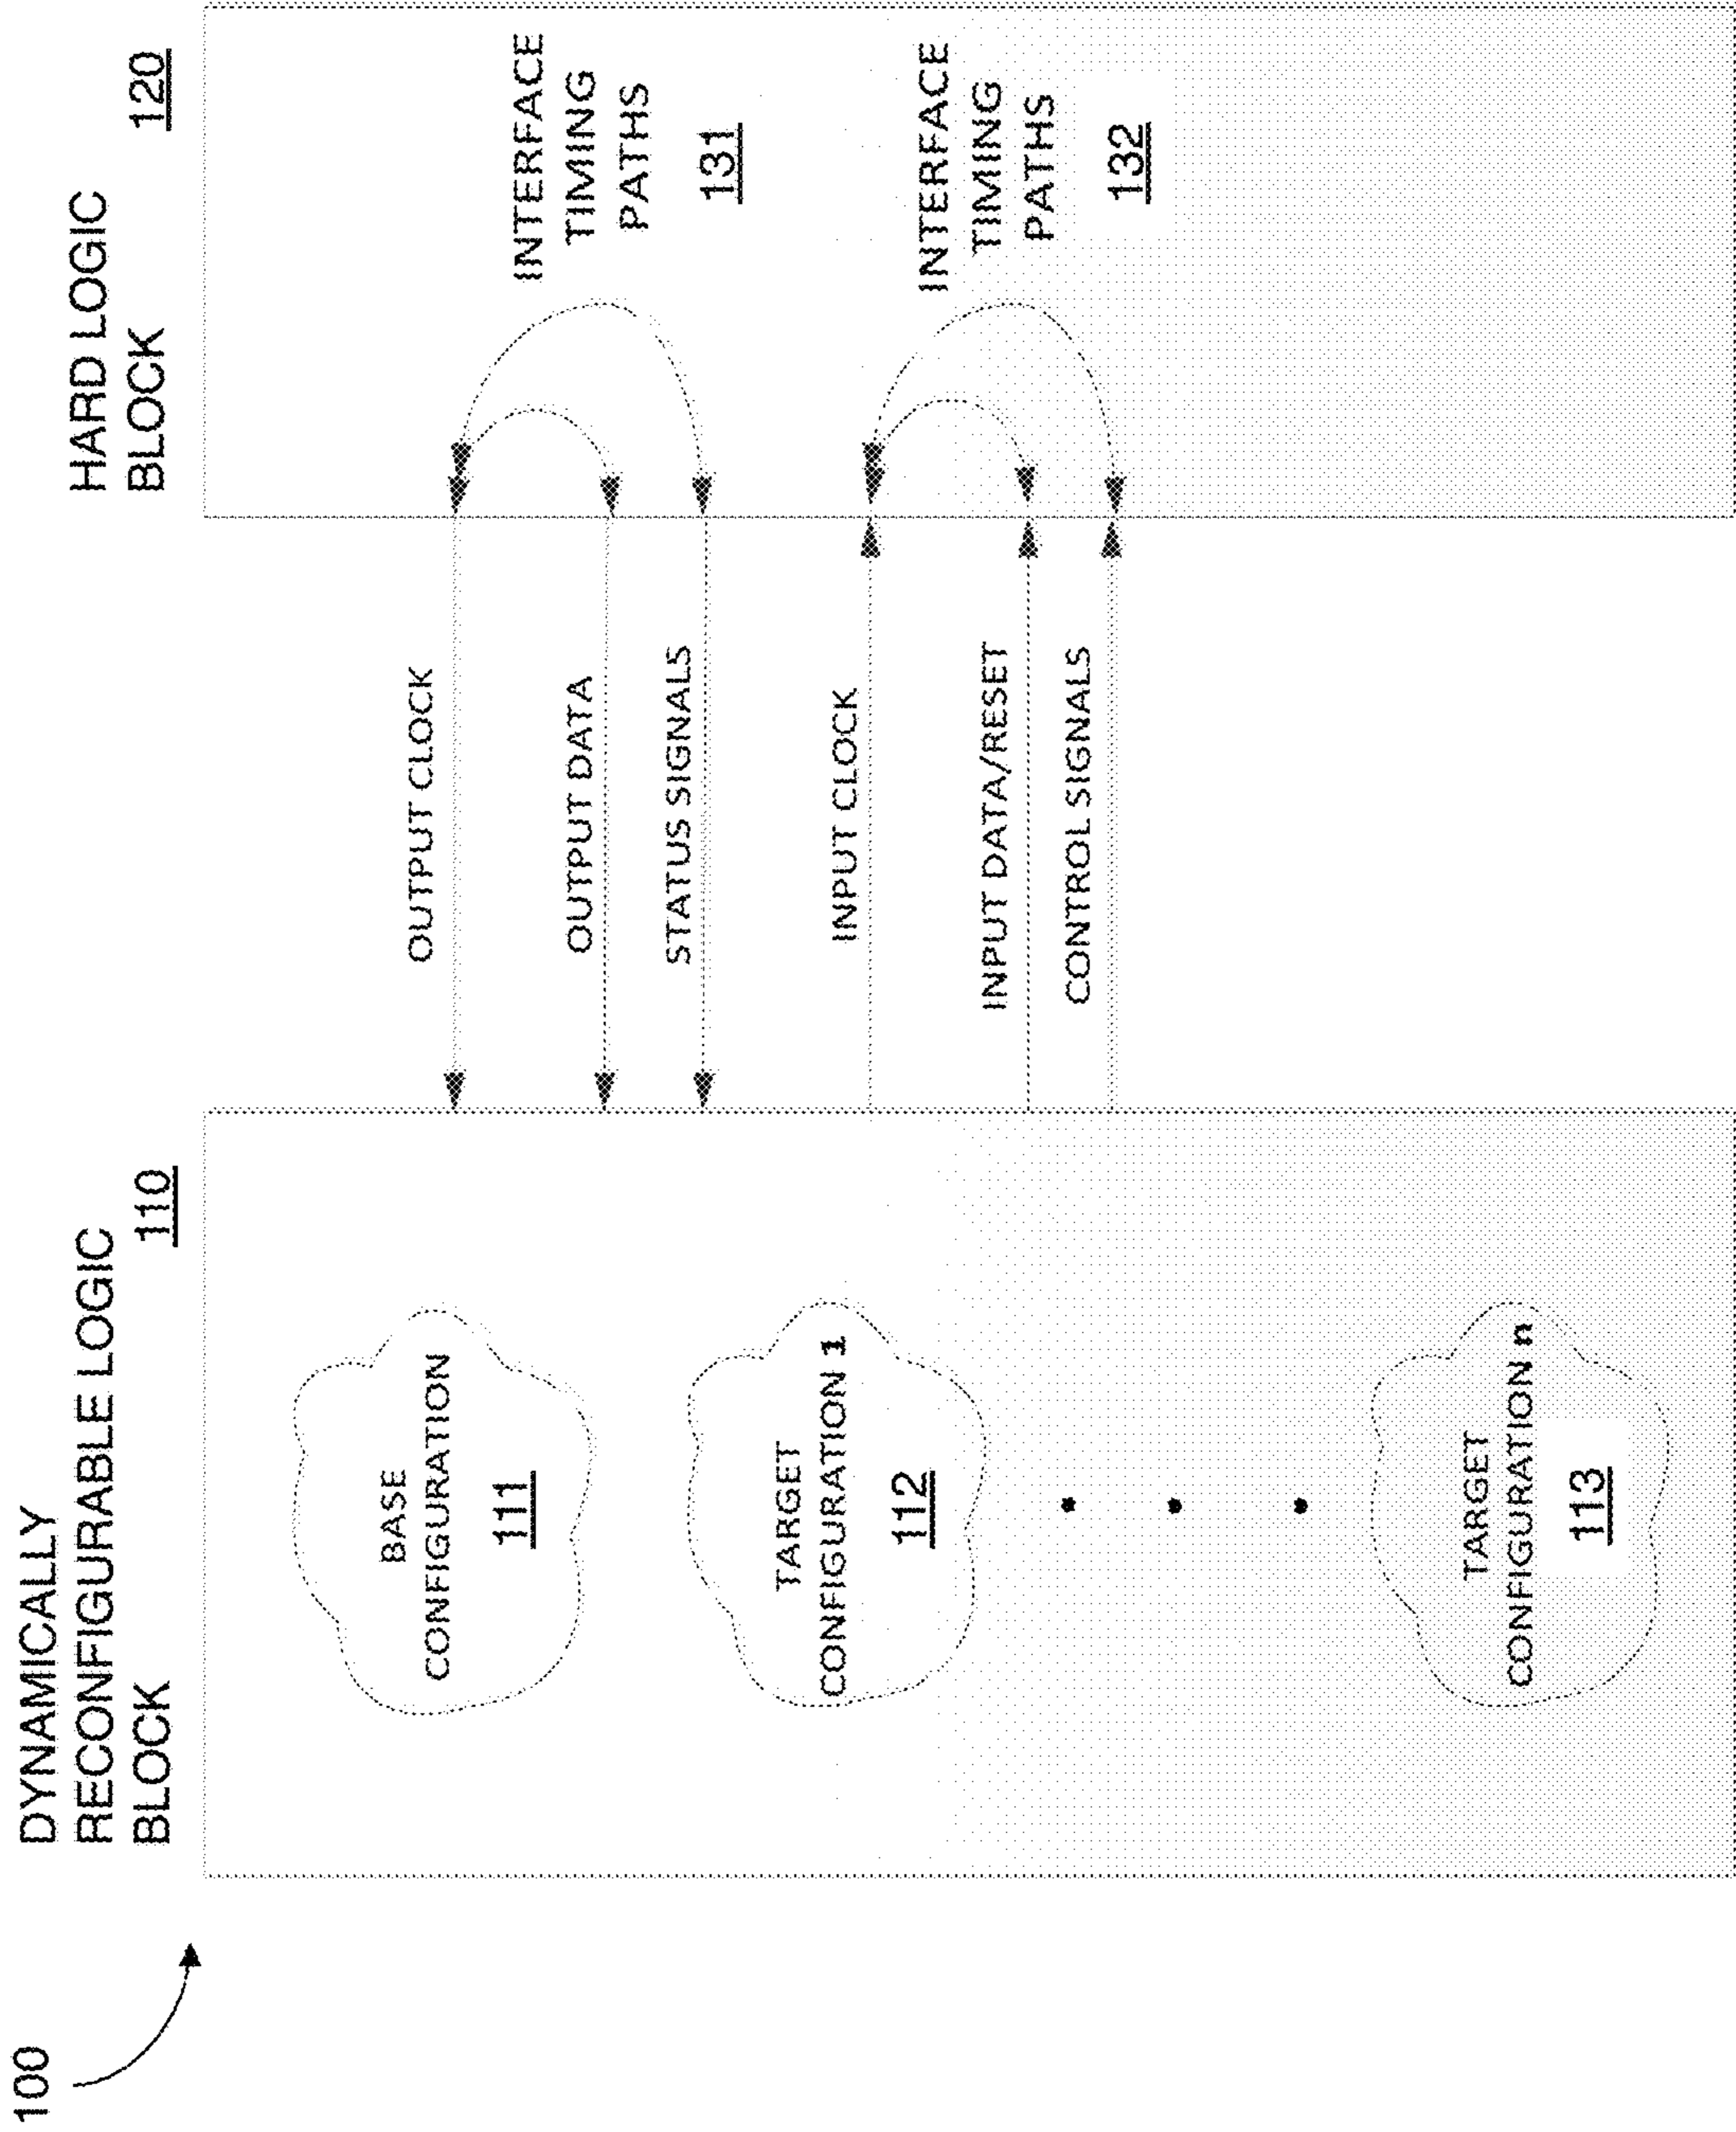 100
DYNAMICALLY
RECONFIGURABLE LOGIC
BLOCK 110
BASE
CONFIGURATION
111
TARGET
CONFIGURATION 1
112
TARGET
CONFIGURATION n
113
OUTPUT CLOCK
OUTPUT DATA
STATUS SIGNALS
INPUT CLOCK
INPUT DATA/RESET
CONTROL SIGNALS
HARD LOGIC
BLOCK 120
INTERFACE
TIMING
PATHS
131
INTERFACE
TIMING
PATHS
132